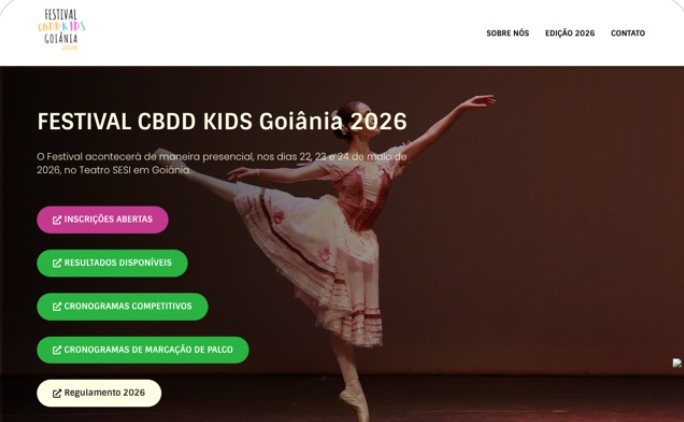 FESTIVAL
CBDD KIDS
GOIÂNIA
2026
SOBRE NÓS
EDIÇÃO 2026
CONTATO
FESTIVAL CBDD KIDS Goiânia 2026
O Festival acontecerá de maneira presencial, nos dias 22, 23 e 24 de maio de
2026, no Teatro SESI em Goiânia.
INSCRIÇÕES ABERTAS
RESULTADOS DISPONÍVEIS
CRONOGRAMAS COMPETITIVOS
CRONOGRAMAS DE MARCAÇÃO DE PALCO
Regulamento 2026